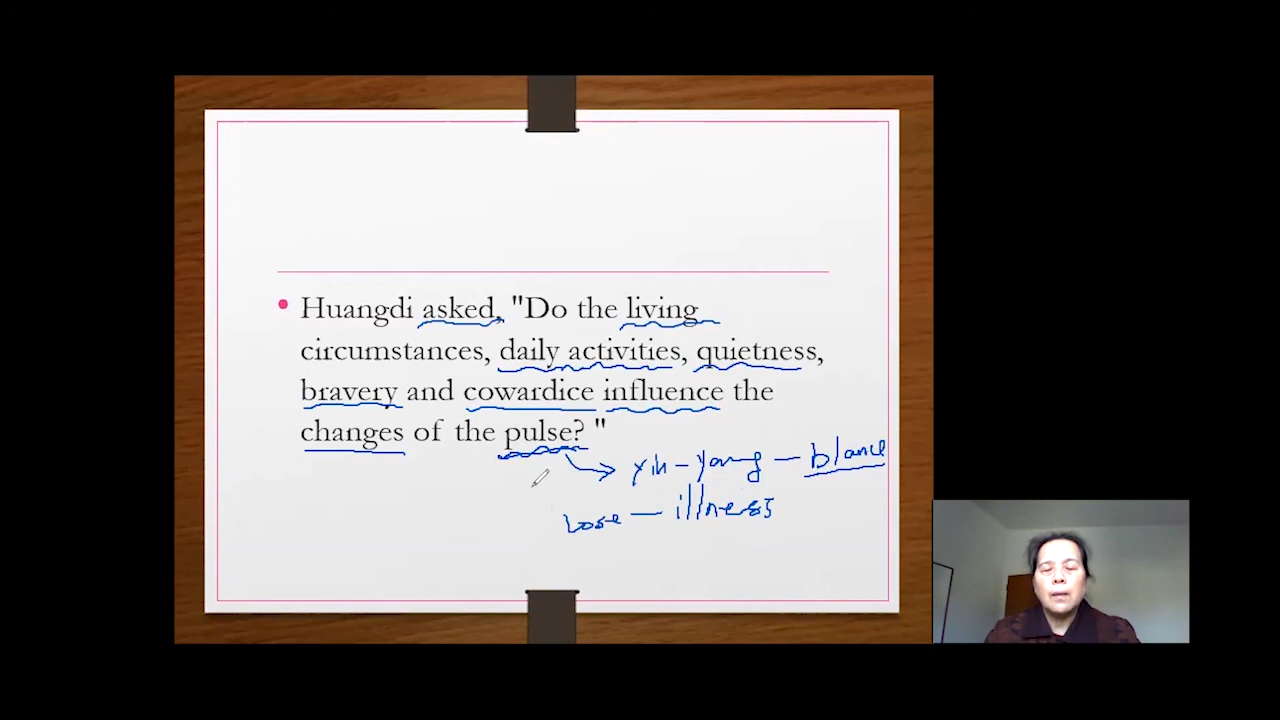 Huangdi asked, "Do the living
circumstances, daily activities, quietness,
bravery and cowardice influence the
changes of the pulse? "
yin - yang - blance
Lose - illness